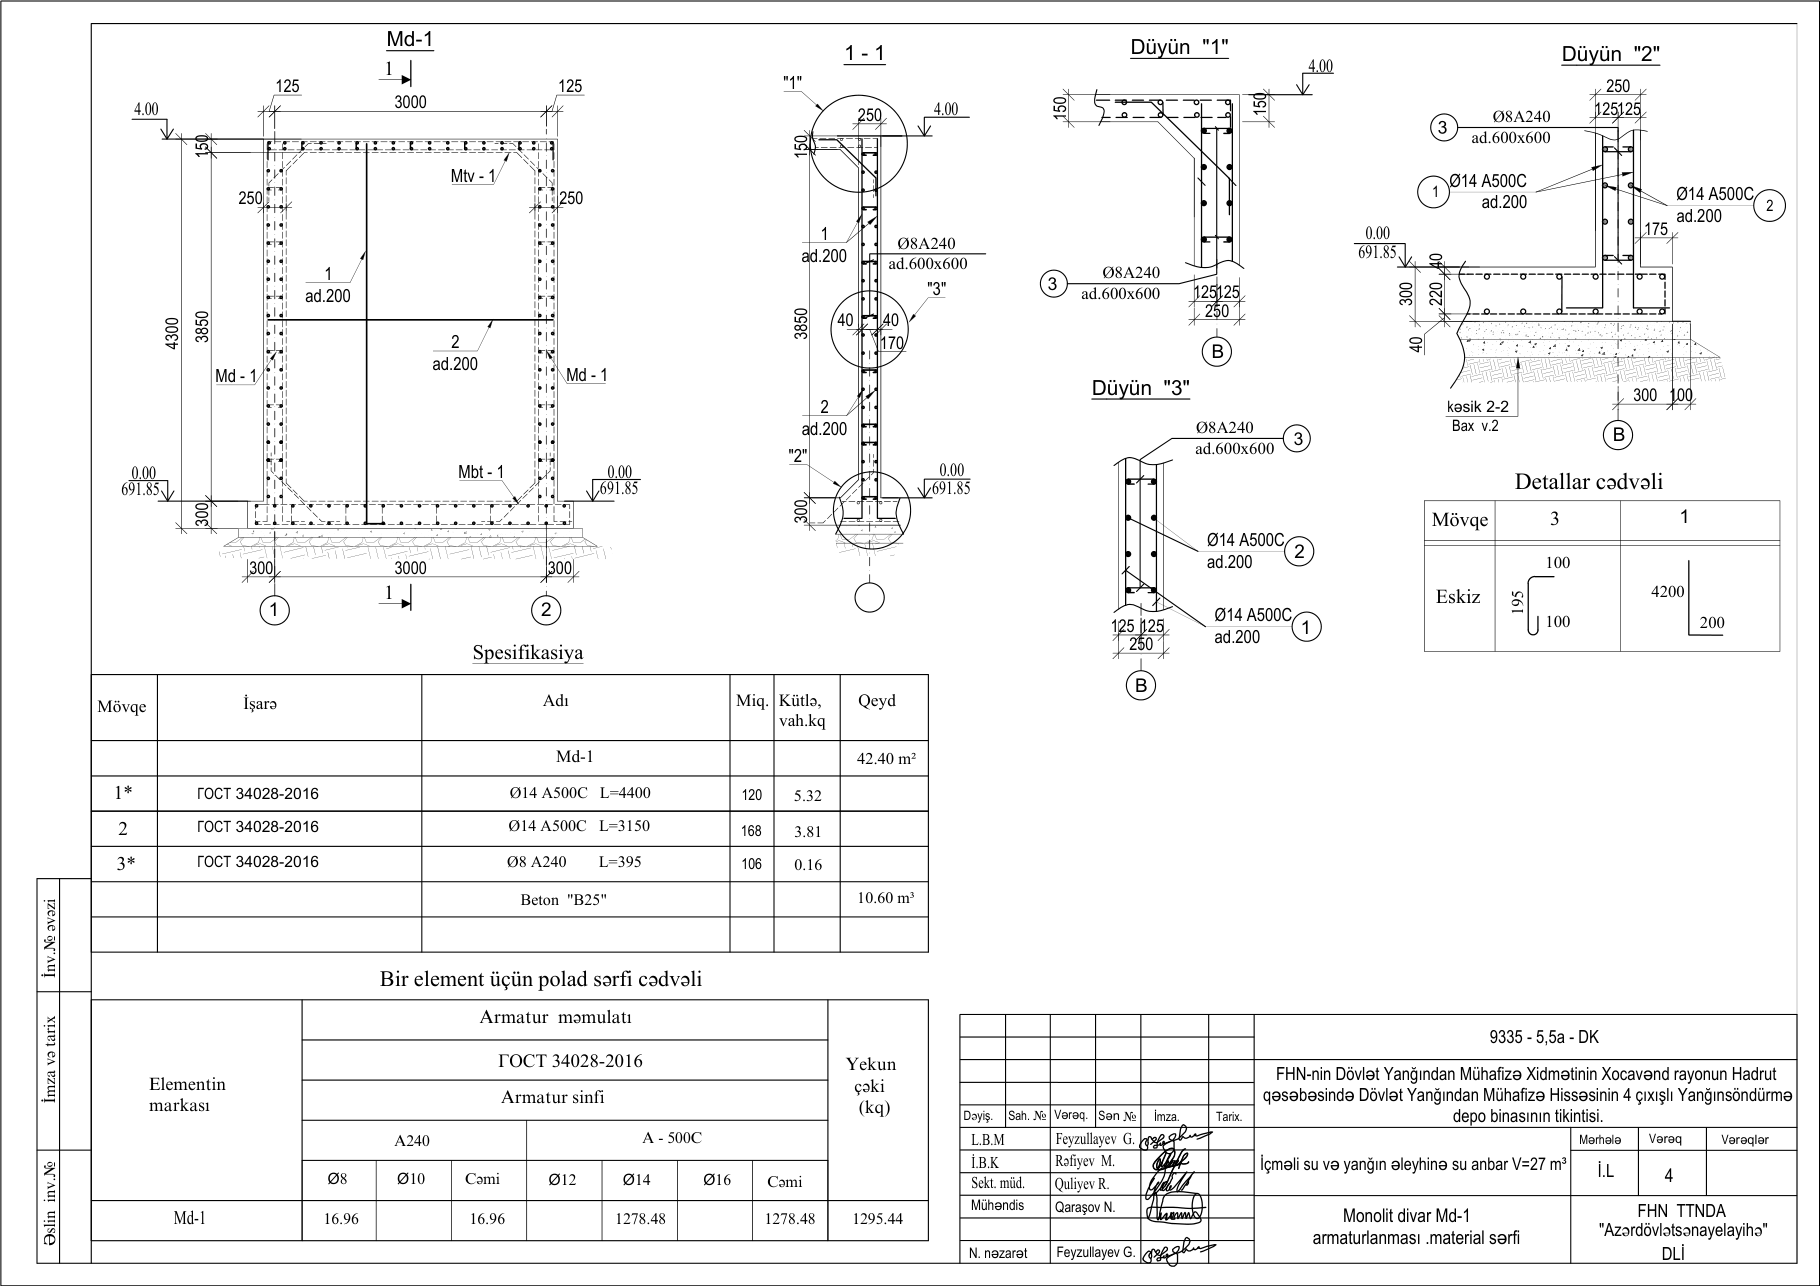 Md-1
1
125
3000
125
4.00
150
Mtv - 1
250
250
4300
3850
1
ad.200
2
ad.200
Md - 1
Md - 1
Mbt - 1
0.00
691.85
0.00
691.85
300
300
3000
300
1
1
2
1 - 1
"1"
250
4.00
150
1
ad.200
Ø8A240
ad.600x600
"3"
3850
40
40
170
2
ad.200
"2"
0.00
691.85
300
Düyün "1"
4.00
150
150
3
Ø8A240
ad.600x600
125
125
250
B
Düyün "2"
250
125
125
3
Ø8A240
ad.600x600
1
Ø14 A500C
ad.200
Ø14 A500C
ad.200
2
175
0.00
691.85
40
300
220
40
300
100
kəsik 2-2
Bax v.2
B
Düyün "3"
Ø8A240
ad.600x600
3
Ø14 A500C
ad.200
2
Ø14 A500C
ad.200
1
125
125
250
B
Detallar cədvəli
Mövqe 3 1
Eskiz
100
195
100
4200
200
Spesifikasiya
Mövqe İşarə Adı Miq. Kütlə, vah.kq Qeyd
Md-1 42.40 m²
1* ГОСТ 34028-2016 Ø14 A500C L=4400 120 5.32
2 ГОСТ 34028-2016 Ø14 A500C L=3150 168 3.81
3* ГОСТ 34028-2016 Ø8 A240 L=395 106 0.16
Beton "B25" 10.60 m³
Bir element üçün polad sərfi cədvəli
Elementin
markası
Armatur məmulatı
ГОСТ 34028-2016
Armatur sinfi
Yekun
çəki
(kq)
A240 A - 500C
Ø8 Ø10 Cəmi Ø12 Ø14 Ø16 Cəmi
Md-1 16.96 16.96 1278.48 1278.48 1295.44
İnv.№ əvəzi
İmza və tarix
Əslin inv.№
9335 - 5,5a - DK
FHN-nin Dövlət Yanğından Mühafizə Xidmətinin Xocavənd rayonun Hadrut
qəsəbəsində Dövlət Yanğından Mühafizə Hissəsinin 4 çıxışlı Yanğınsöndürmə
depo binasının tikintisi.
Dəyiş. Sah. № Vərəq. Sən № İmza. Tarix.
L.B.M Feyzullayev G.
İ.B.K Rəfiyev M.
Sekt. müd. Quliyev R.
Mühəndis Qaraşov N.
N. nəzarət Feyzullayev G.
İçməli su və yanğın əleyhinə su anbar V=27 m³
Mərhələ Vərəq Vərəqlər
İ.L 4
Monolit divar Md-1
armaturlanması .material sərfi
FHN TTNDA
"Azərdövlətsənayelayihə"
DLİ